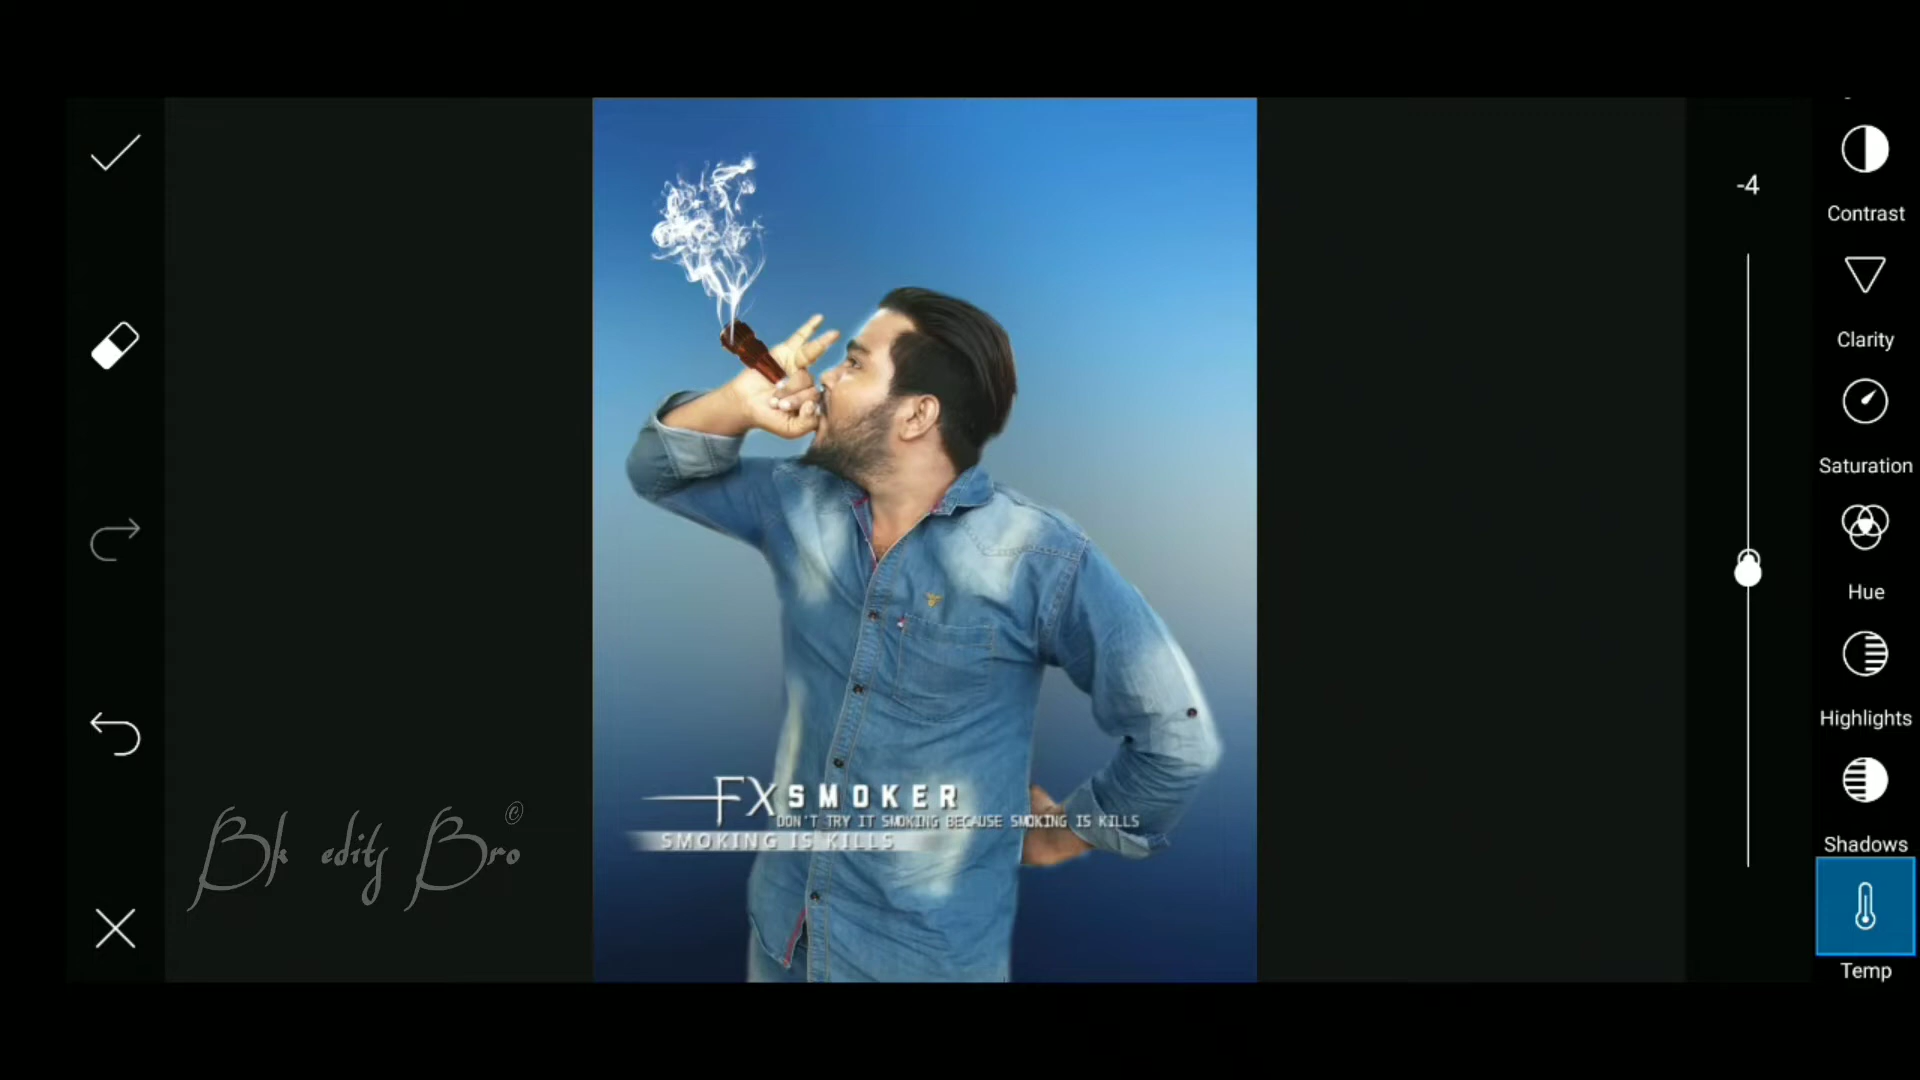 -4
Contrast
Clarity
Saturation
Hue
Highlights
Shadows
Temp
FX SMOKER
DON'T TRY IT SMOKING BECAUSE SMOKING IS KILLS
SMOKING IS KILLS
Bk edits Bro ©